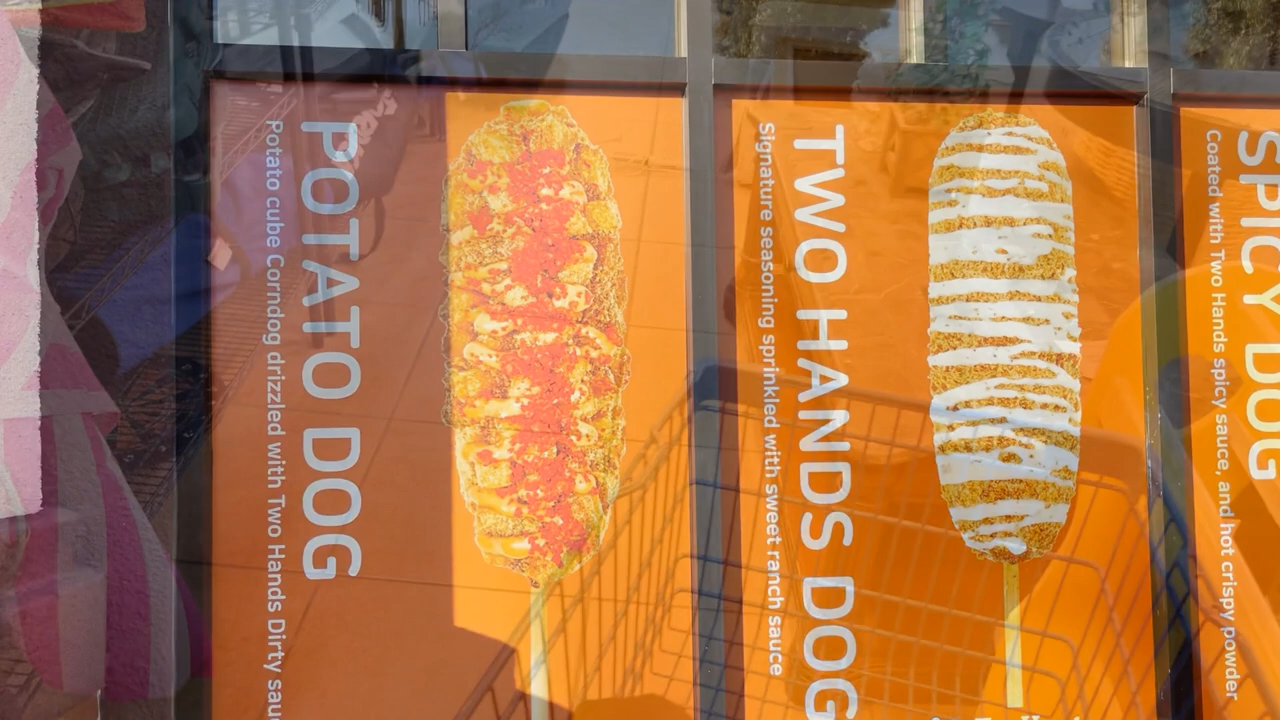 POTATO DOG
Potato cube Corndog drizzled with Two Hands Dirty
TWO HANDS DOG
Signature seasoning sprinkled with sweet ranch sauce
SPICY DOG
Coated with Two Hands spicy sauce, and hot crispy powder